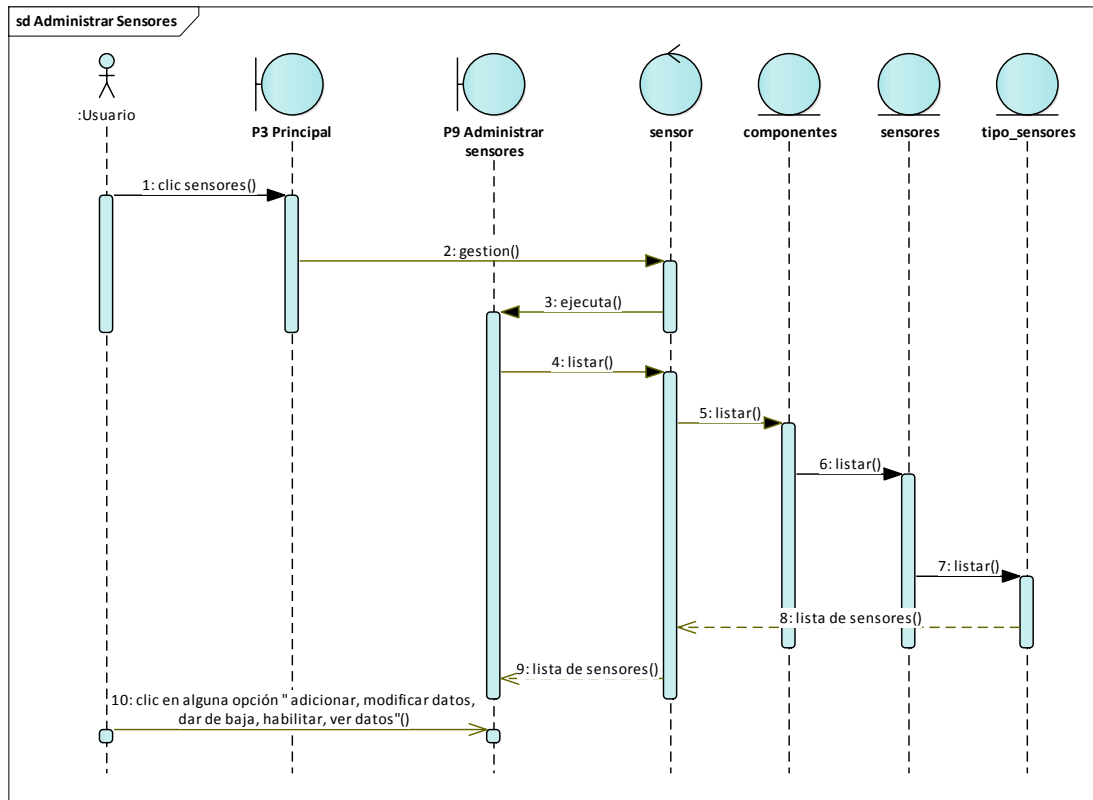 sd Administrar Sensores
:Usuario
P3 Principal
P9 Administrar
sensores
sensor
componentes
sensores
tipo_sensores
1: clic sensores()
2: gestion()
3: ejecuta()
4: listar()
5: listar()
6: listar()
7: listar()
8: lista de sensores()
9: lista de sensores()
10: clic en alguna opción " adicionar, modificar datos,
dar de baja, habilitar, ver datos"()